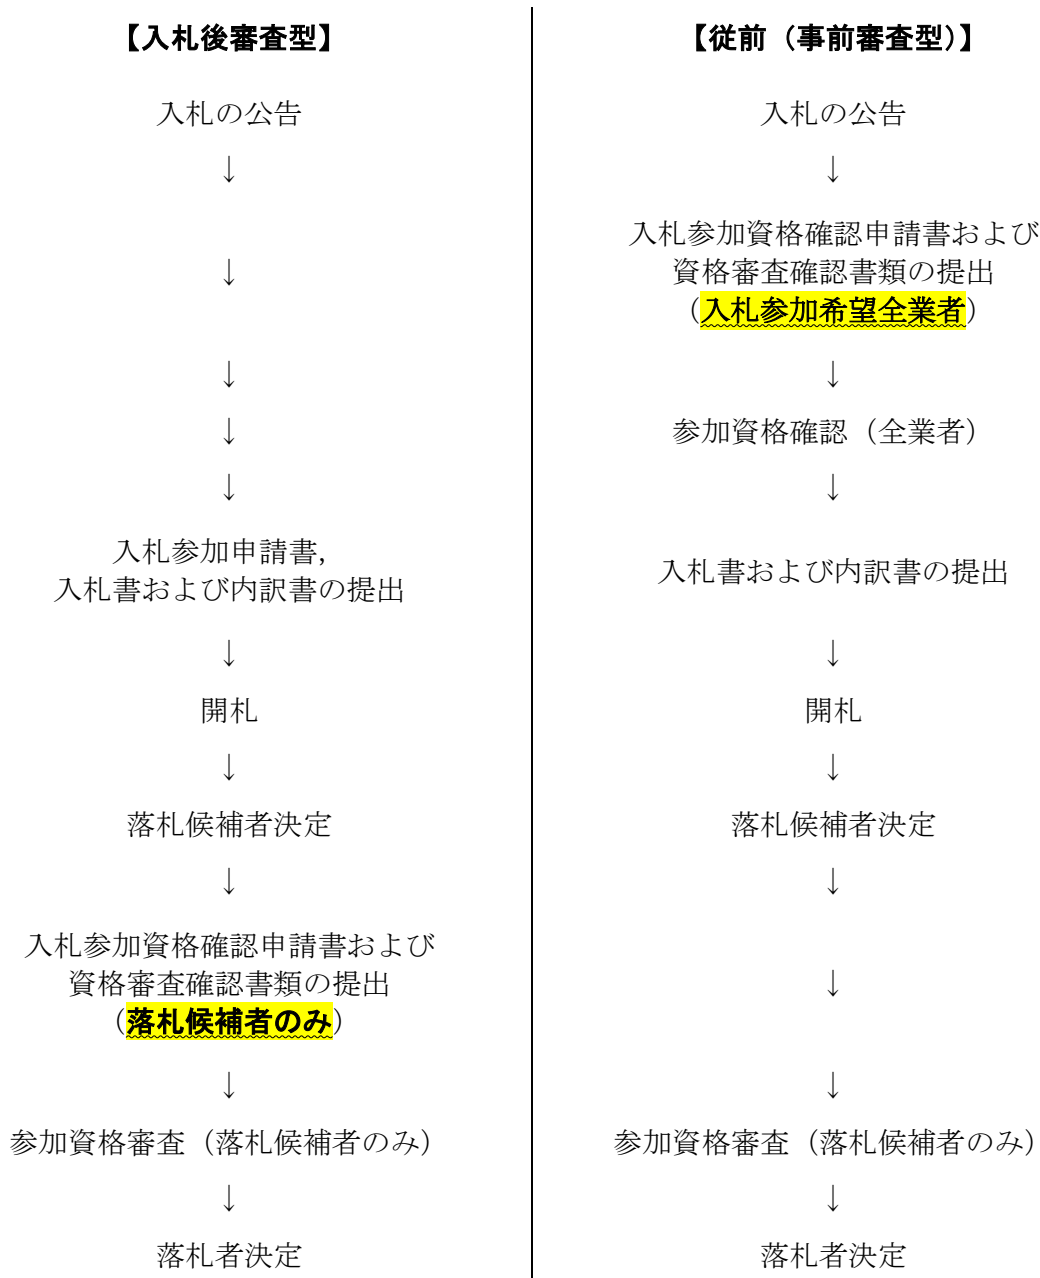 【入札後審査型】
入札の公告
↓
↓
↓
↓
↓
入札参加申請書,
入札書および内訳書の提出
↓
開札
↓
落札候補者決定
↓
入札参加資格確認申請書および
資格審査確認書類の提出
(落札候補者のみ)
↓
参加資格審査(落札候補者のみ)
↓
落札者決定
【従前(事前審査型)】
入札の公告
↓
入札参加資格確認申請書および
資格審査確認書類の提出
(入札参加希望全業者)
↓
参加資格確認(全業者)
↓
入札書および内訳書の提出
↓
開札
↓
落札候補者決定
↓
↓
↓
参加資格審査(落札候補者のみ)
↓
落札者決定